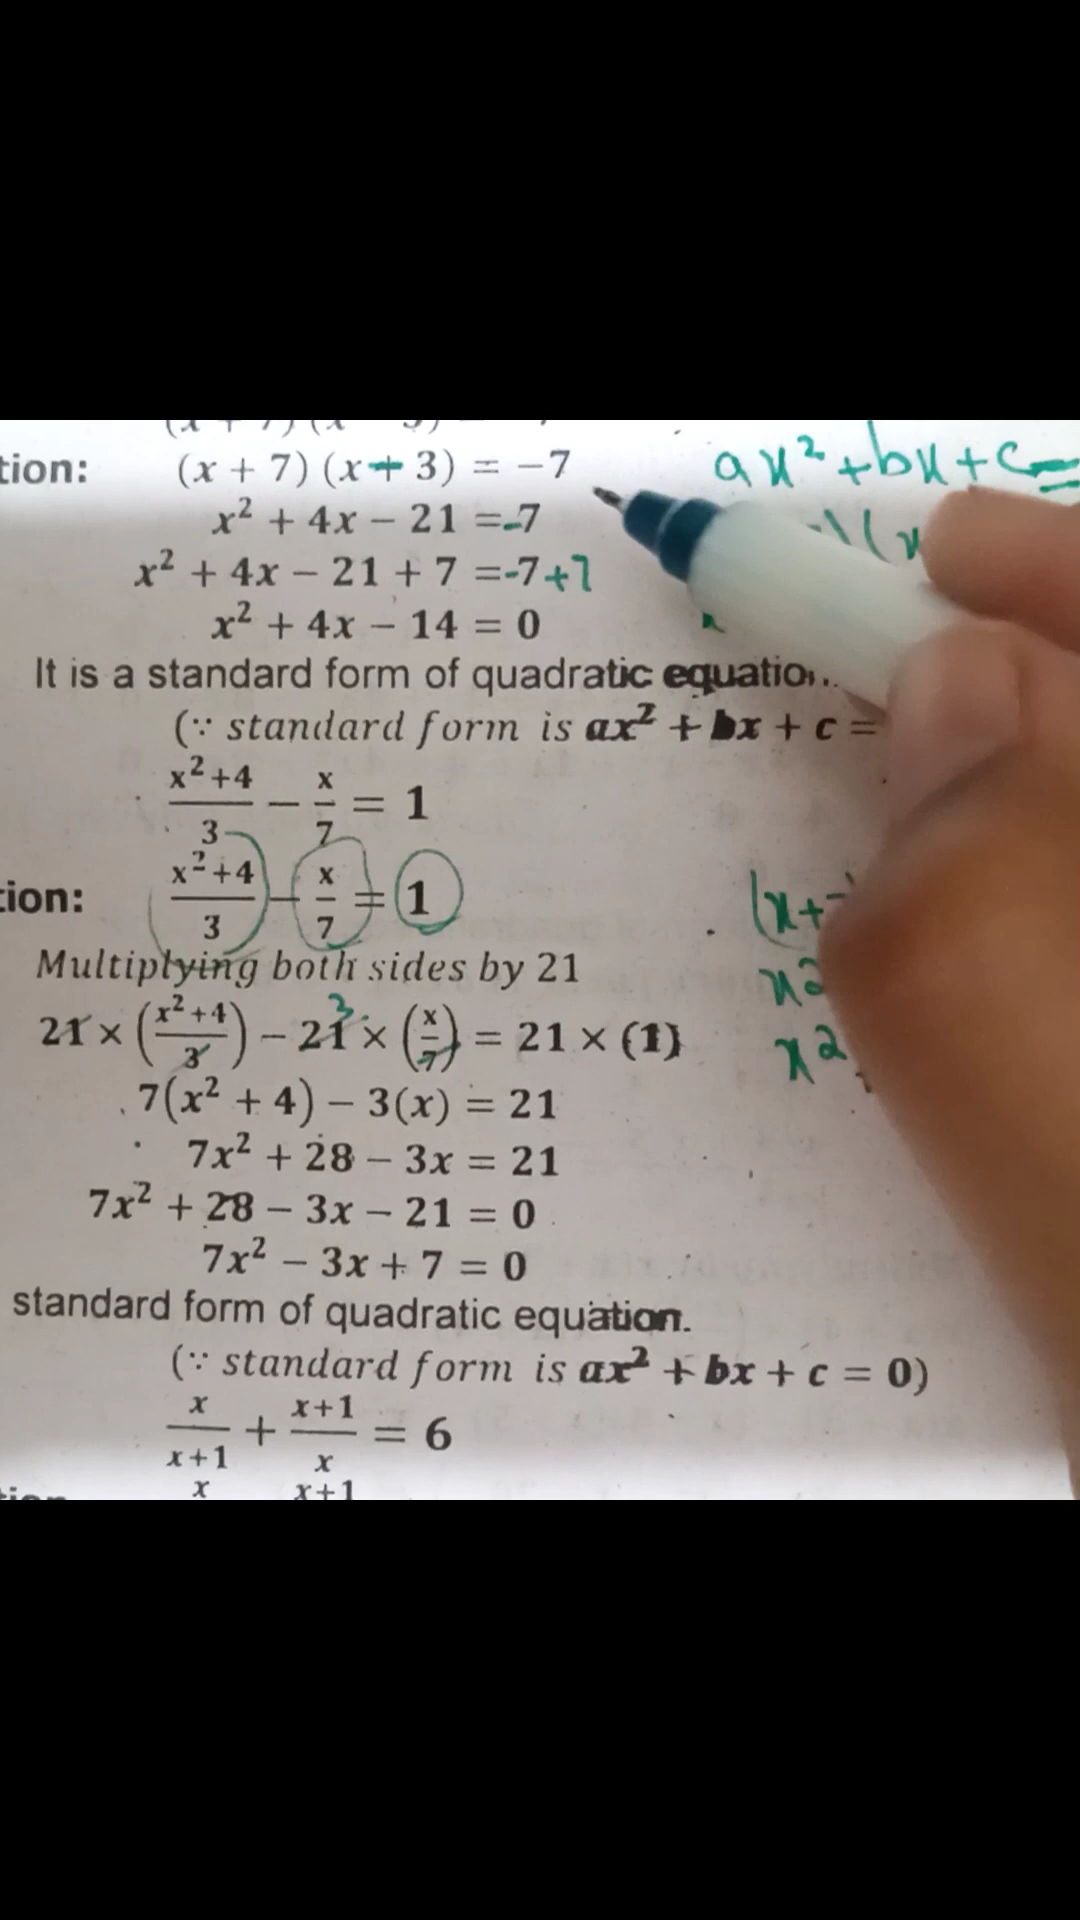 tion: (x + 7) (x + 3) = −7 ax² + bx + c =
x² + 4x − 21 = -7
x² + 4x − 21 + 7 = -7 + 7
x² + 4x − 14 = 0
It is a standard form of quadratic
(∵ standard form is ax² + bx + c =
(x²+4)/3 − x/7 = 1
tion: (x²+4)/3 − x/7 = 1 (x +
Multiplying both sides by 21 x2
21 × ((x²+4)/3) − 21 3 × (x/7) = 21 × (1) x2
7(x² + 4) − 3(x) = 21
7x² + 28 − 3x = 21
7x² + 28 − 3x − 21 = 0
7x² − 3x + 7 = 0
standard form of quadratic equation.
(∵ standard form is ax² + bx + c = 0)
x/(x+1) + (x+1)/x = 6
x x+1